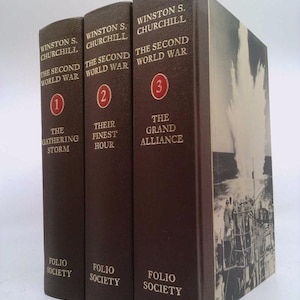 WINSTON S.
CHURCHILL
THE SECOND
WORLD WAR
1
THE
GATHERING
STORM
FOLIO
SOCIETY
WINSTON S.
CHURCHILL
THE SECOND
WORLD WAR
2
THEIR
FINEST
HOUR
FOLIO
SOCIETY
WINSTON S.
CHURCHILL
THE SECOND
WORLD WAR
3
THE
GRAND
ALLIANCE
FOLIO
SOCIETY